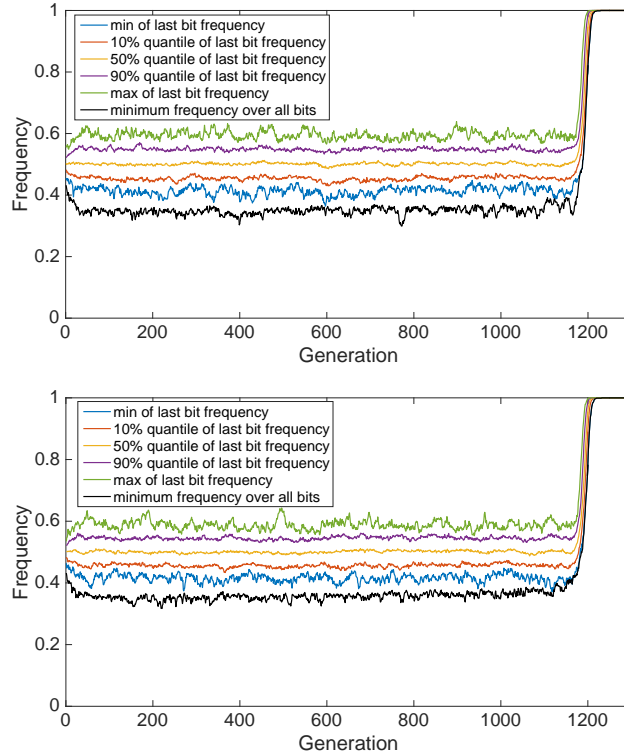 1
0.8
0.6
0.4
0.2
0
Frequency
min of last bit frequency
10% quantile of last bit frequency
50% quantile of last bit frequency
90% quantile of last bit frequency
max of last bit frequency
minimum frequency over all bits
0 200 400 600 800 1000 1200
Generation
1
0.8
0.6
0.4
0.2
0
Frequency
min of last bit frequency
10% quantile of last bit frequency
50% quantile of last bit frequency
90% quantile of last bit frequency
max of last bit frequency
minimum frequency over all bits
0 200 400 600 800 1000 1200
Generation